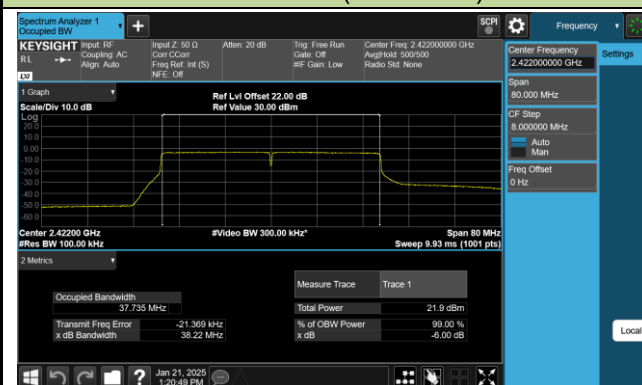 Spectrum Analyzer 1
Occupied BW
+
SCPI
Frequency
KEYSIGHT
Input: RF
Input Z: 50 Ω
Atten: 20 dB
Trig: Free Run
Center Freq: 2.422000000 GHz
RL
Coupling: AC
Corr CCorr
Gate: Off
Avg|Hold: 500/500
Align: Auto
Freq Ref: Int (S)
#IF Gain: Low
Radio Std: None
LXI
NFE: Off
Center Frequency
2.422000000 GHz
Settings
Span
80.000 MHz
CF Step
8.000000 MHz
Auto
Man
Freq Offset
0 Hz
Local
1 Graph
Ref Lvl Offset 22.00 dB
Scale/Div 10.0 dB
Ref Value 30.00 dBm
Log
20.0
10.0
0.00
-10.0
-20.0
-30.0
-40.0
-50.0
-60.0
Center 2.42200 GHz
#Video BW 300.00 kHz*
Span 80 MHz
#Res BW 100.00 kHz
Sweep 9.93 ms (1001 pts)
2 Metrics
Measure Trace
Trace 1
Occupied Bandwidth
37.735 MHz
Total Power
21.9 dBm
Transmit Freq Error
-21.369 kHz
% of OBW Power
99.00 %
x dB Bandwidth
38.22 MHz
x dB
-6.00 dB
?
Jan 21, 2025
1:20:49 PM